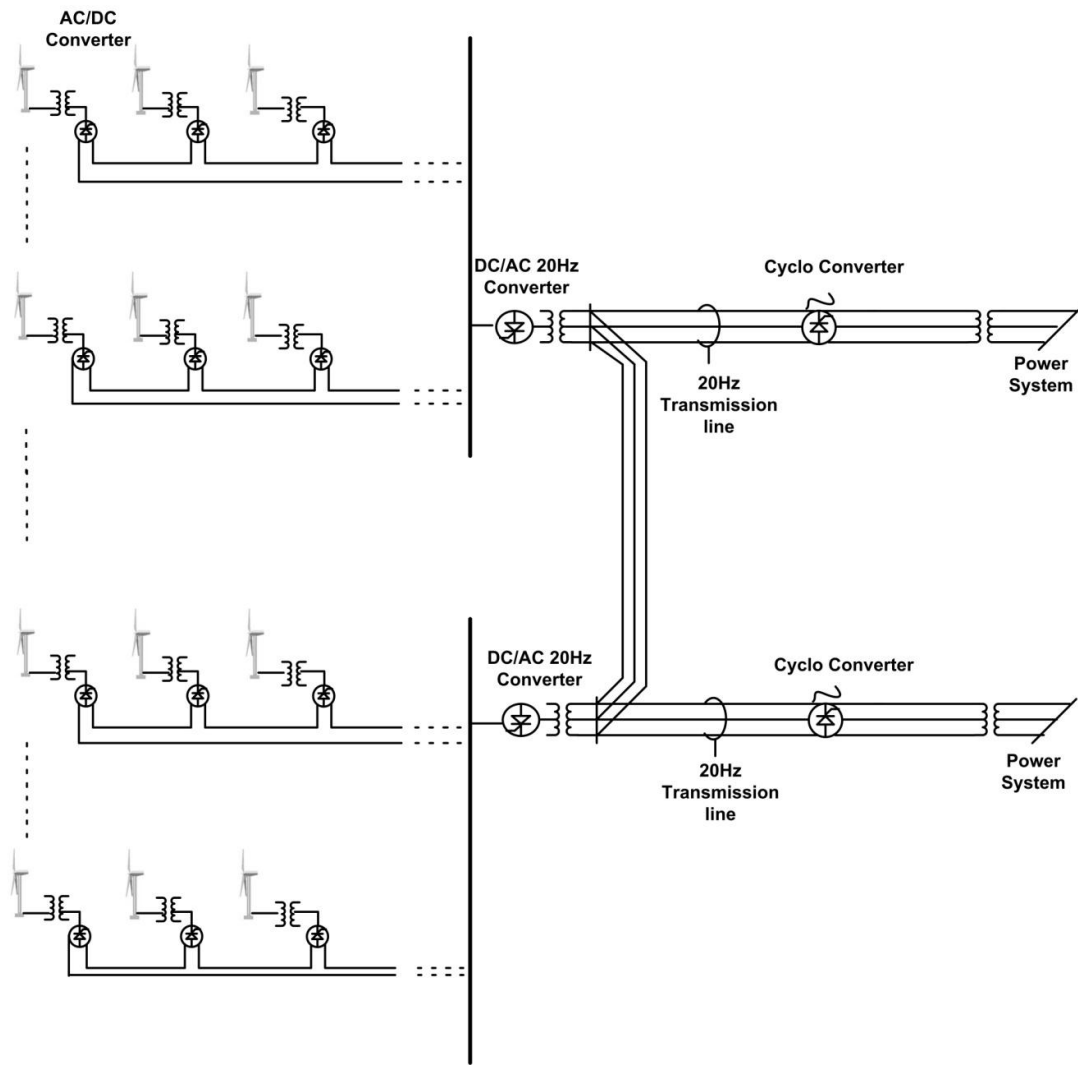 AC/DC
Converter
DC/AC 20Hz
Converter
Cyclo Converter
20Hz
Transmission
line
Power
System
DC/AC 20Hz
Converter
Cyclo Converter
20Hz
Transmission
line
Power
System